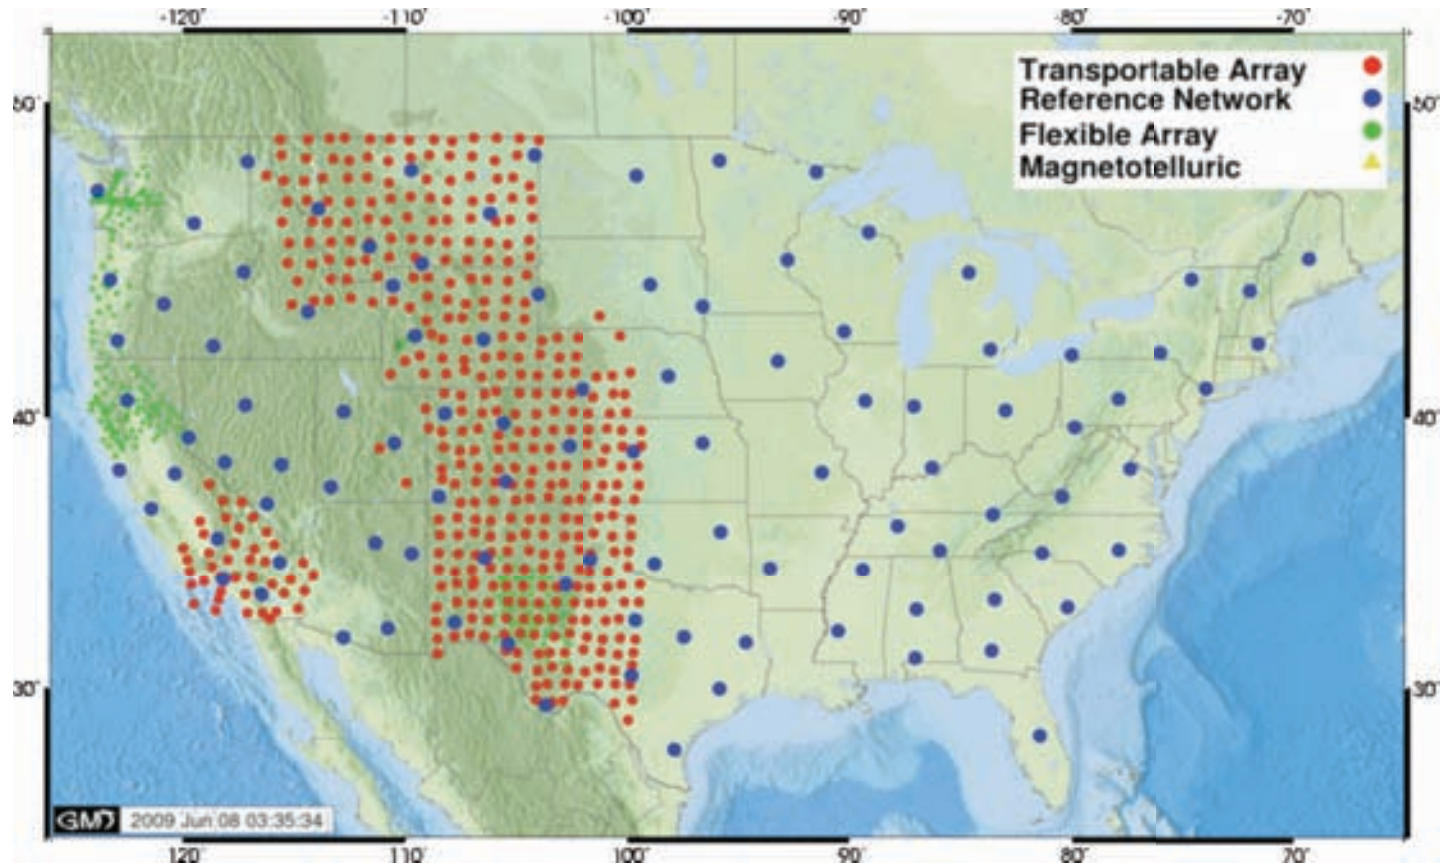 -120° -110° -100° -90° -80° -70°
Transportable Array
Reference Network
Flexible Array
Magnetotelluric
50° 50°
40° 40°
30° 30°
GMD 2009 Jun 08 03:35:34
120° 110° 100° 90° 80° 70°